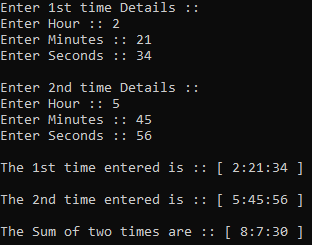 Enter 1st time Details ::
Enter Hour :: 2
Enter Minutes :: 21
Enter Seconds :: 34
Enter 2nd time Details ::
Enter Hour :: 5
Enter Minutes :: 45
Enter Seconds :: 56
The 1st time entered is :: [ 2:21:34 ]
The 2nd time entered is :: [ 5:45:56 ]
The Sum of two times are :: [ 8:7:30 ]